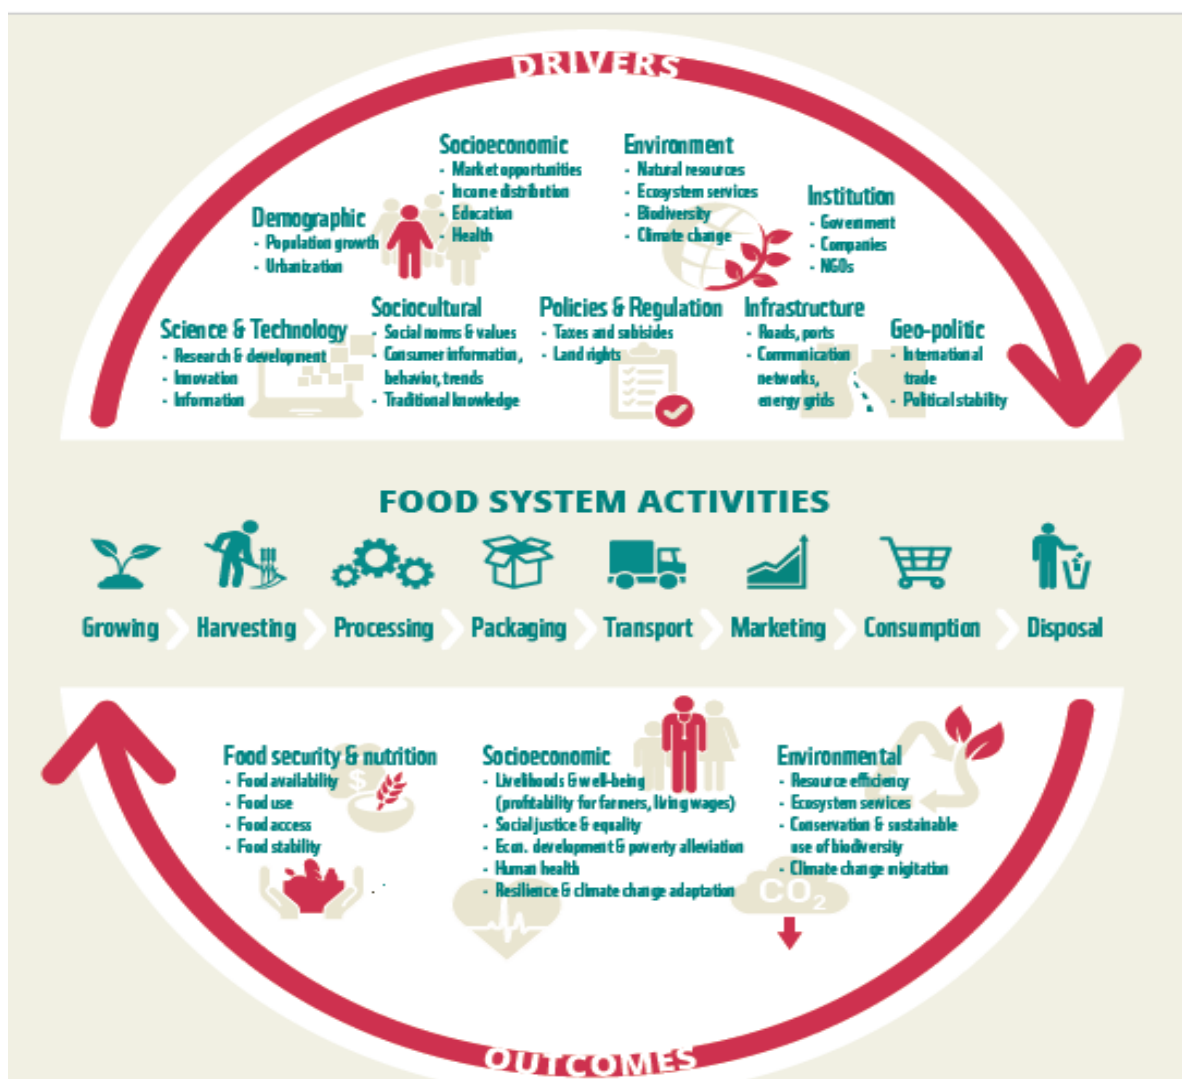 DRIVERS
Socioeconomic
- Market opportunities
- Income distribution
- Education
- Health
Environment
- Natural resources
- Ecosystem services
- Biodiversity
- Climate change
Institution
- Government
- Companies
- NGOs
Demographic
- Population growth
- Urbanization
Science & Technology
- Research & development
- Innovation
- Information
Sociocultural
- Social norms & values
- Consumer information,
behavior, trends
- Traditional knowledge
Policies & Regulation
- Taxes and subisides
- Land rights
Infrastructure
- Roads, ports
- Communication
networks,
energy grids
Geo-politic
- International
trade
- Political stability
FOOD SYSTEM ACTIVITIES
Growing
Harvesting
Processing
Packaging
Transport
Marketing
Consumption
Disposal
Food security & nutrition
- Food availability
- Food use
- Food access
- Food stability
$
Socioeconomic
- Livelihoods & well-being
(profitability for farmers, living wages)
- Social justice & equality
- Econ. development & poverty alleviation
- Human health
- Resilience & climate change adaptation
Environmental
- Resource efficiency
- Ecosystem services
- Conservation & sustainable
use of biodiversity
- Climate change migitation
CO2
OUTCOMES